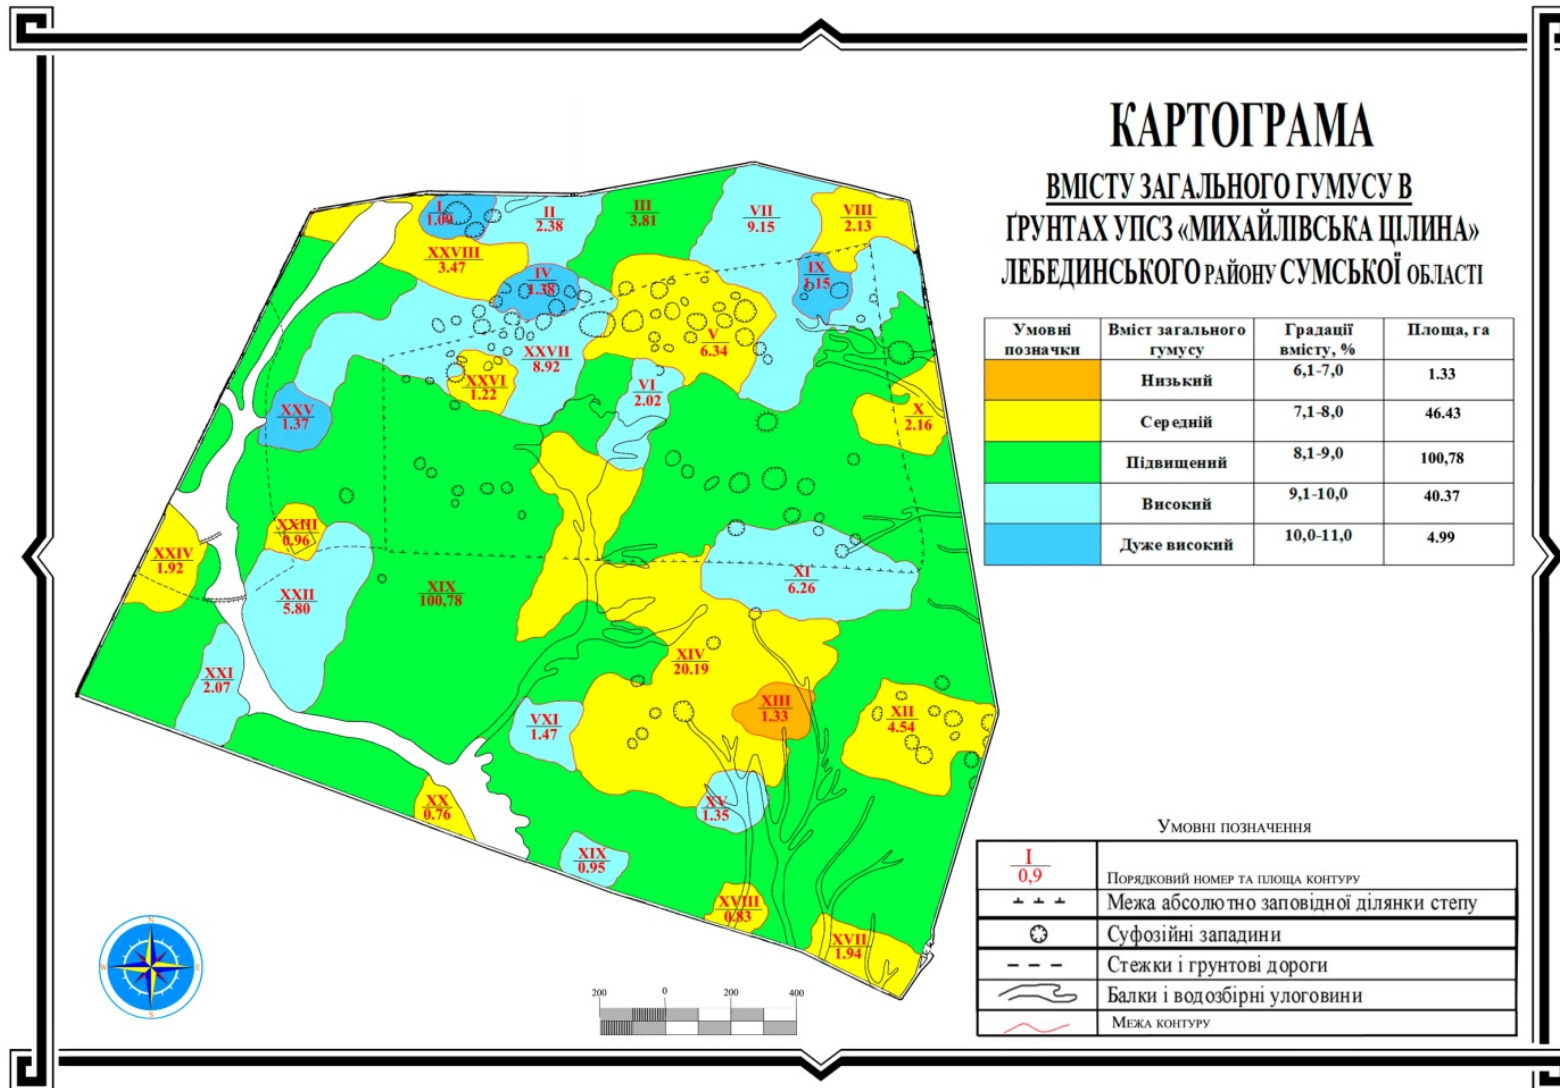 КАРТОГРАМА
ВМІСТУ ЗАГАЛЬНОГО ГУМУСУ В
ҐРУНТАХ УПСЗ «МИХАЙЛІВСЬКА ЦІЛИНА»
ЛЕБЕДИНСЬКОГО РАЙОНУ СУМСЬКОЇ ОБЛАСТІ
Умовні позначки Вміст загального гумусу Градації вмісту, % Площа, га
Низький 6,1-7,0 1.33
Середній 7,1-8,0 46.43
Підвищений 8,1-9,0 100,78
Високий 9,1-10,0 40.37
Дуже високий 10,0-11,0 4.99
I
1.09
II
2.38
III
3.81
VII
9.15
VIII
2.13
XXVIII
3.47
IV
1.38
IX
1.15
V
6.34
XXVII
8.92
XXVI
1.22
VI
2.02
XXV
1.37
X
2.16
XXIII
0.96
XXIV
1.92
XXII
5.80
XIX
100,78
XI
6.26
XXI
2.07
XIV
20.19
XIII
1.33
XII
4.54
VXI
1.47
XX
0.76
XV
1.35
XIX
0.95
XVIII
0.83
XVII
1.94
N
W E
S
200 0 200 400
УМОВНІ ПОЗНАЧЕННЯ
I
0,9
ПОРЯДКОВИЙ НОМЕР ТА ПЛОЩА КОНТУРУ
Межа абсолютно заповідної ділянки степу
Суфозійні западини
Стежки і грунтові дороги
Балки і водозбірні улоговини
МЕЖА КОНТУРУ